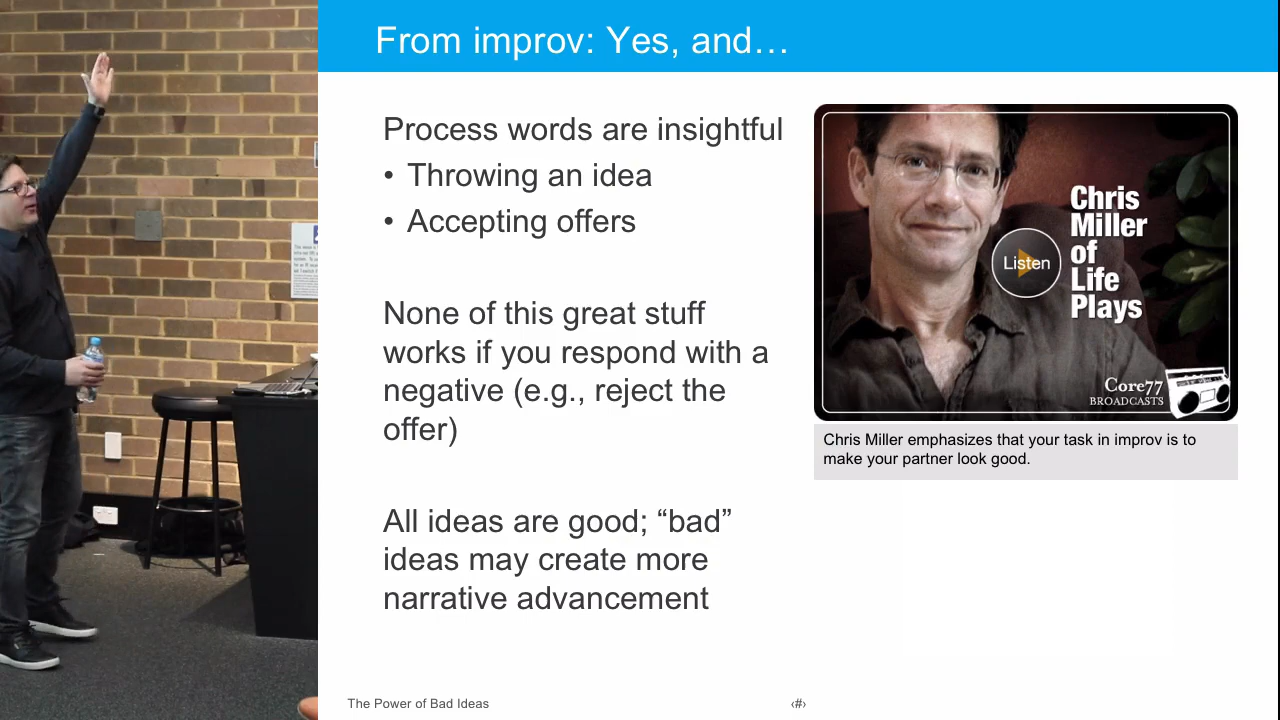 From improv: Yes, and…
Process words are insightful
• Throwing an idea
• Accepting offers
None of this great stuff
works if you respond with a
negative (e.g., reject the
offer)
All ideas are good; “bad”
ideas may create more
narrative advancement
Chris
Miller
of
Life
Plays
Listen
Core77
BROADCASTS
Chris Miller emphasizes that your task in improv is to
make your partner look good.
The Power of Bad Ideas
‹#›